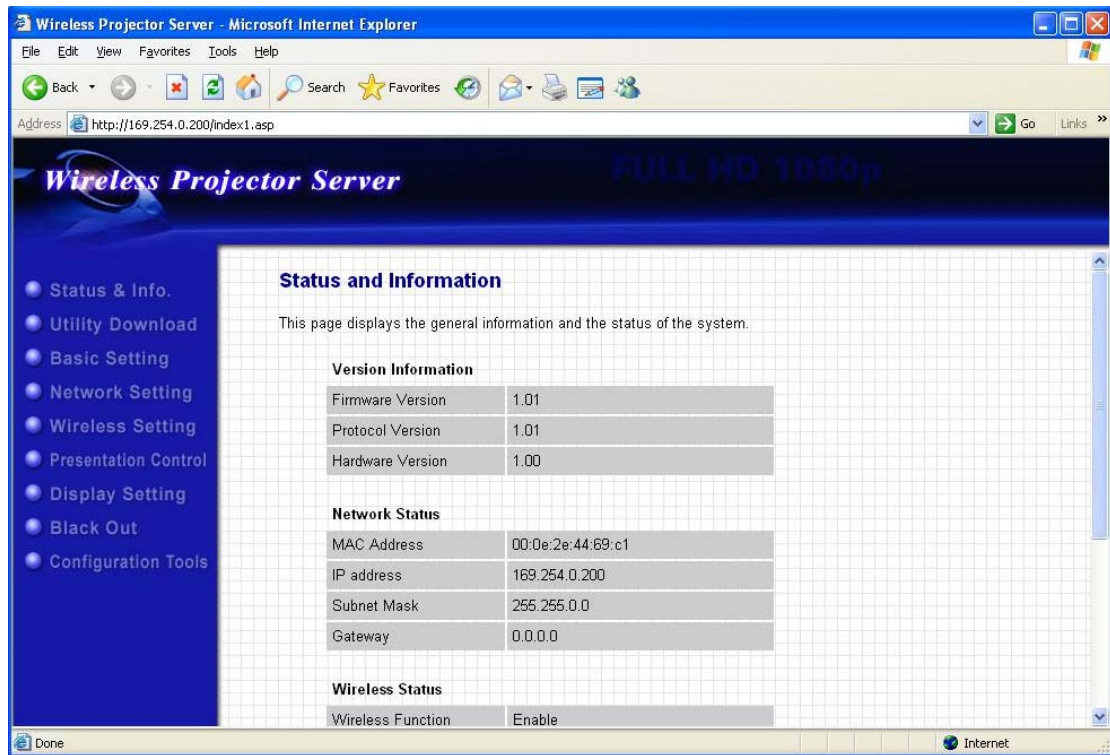 Wireless Projector Server - Microsoft Internet Explorer
File Edit View Favorites Tools Help
Back Search Favorites
Address http://169.254.0.200/index1.asp Go Links »
Wireless Projector Server FULL HD 1080p
Status & Info.
Utility Download
Basic Setting
Network Setting
Wireless Setting
Presentation Control
Display Setting
Black Out
Configuration Tools
Status and Information
This page displays the general information and the status of the system.
Version Information
Firmware Version 1.01
Protocol Version 1.01
Hardware Version 1.00
Network Status
MAC Address 00:0e:2e:44:69:c1
IP address 169.254.0.200
Subnet Mask 255.255.0.0
Gateway 0.0.0.0
Wireless Status
Wireless Function Enable
Done Internet